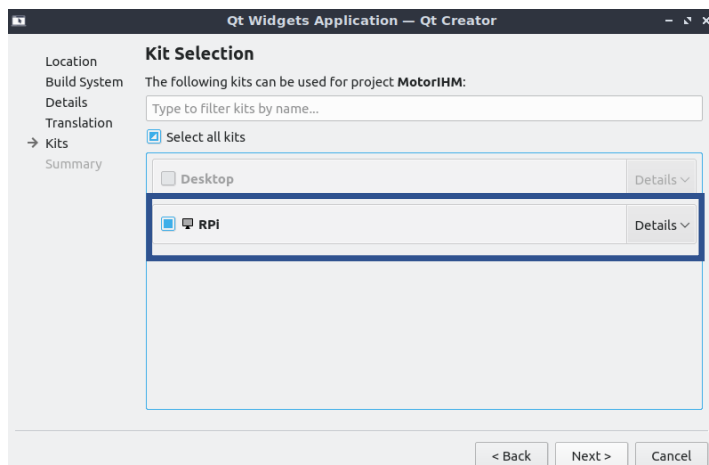 Qt Widgets Application — Qt Creator
Location
Build System
Details
Translation
Kits
Summary
Kit Selection
The following kits can be used for project MotorIHM:
Type to filter kits by name...
Select all kits
Desktop
Details
RPi
Details
< Back
Next >
Cancel